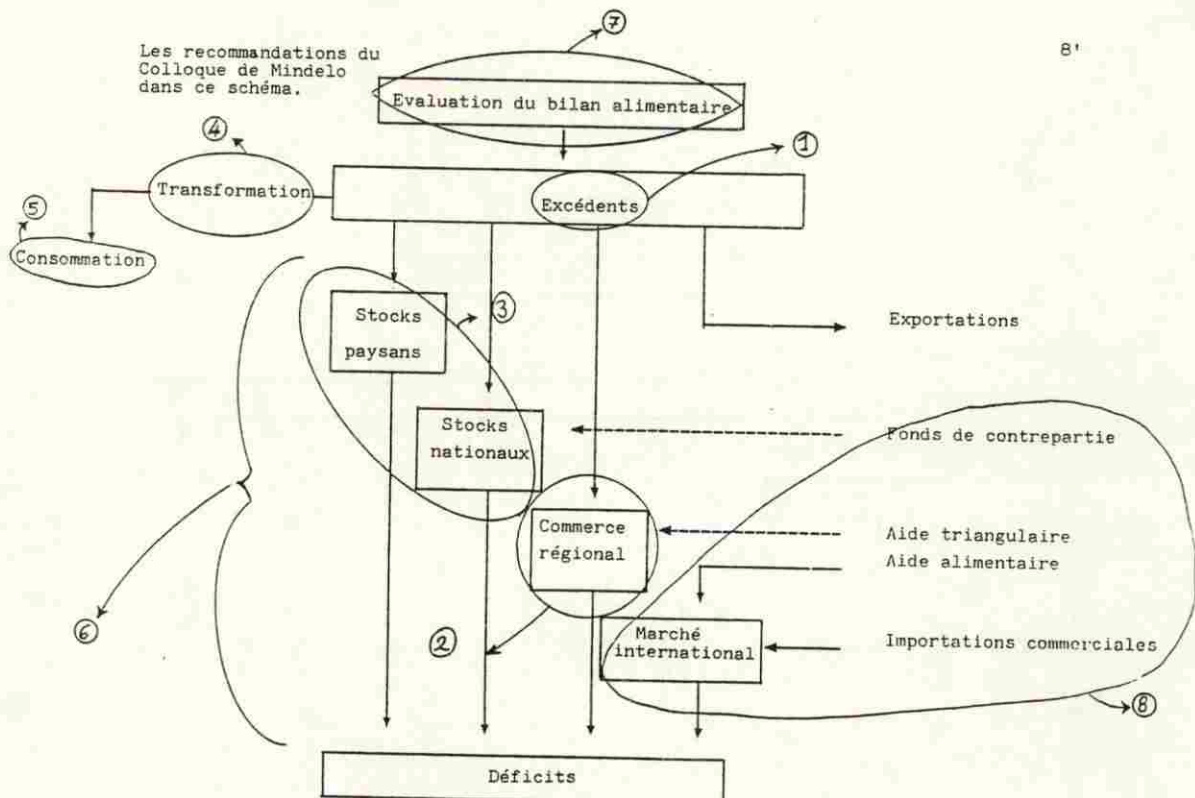 ⑦
8'
Les recommandations du
Colloque de Mindelo
dans ce schéma.
Evaluation du bilan alimentaire
④
①
Transformation
Excédents
⑤
Consommation
Stocks
paysans
③
Exportations
Stocks
nationaux
Fonds de contrepartie
Commerce
régional
Aide triangulaire
Aide alimentaire
⑥
②
Marché
international
Importations commerciales
⑧
Déficits